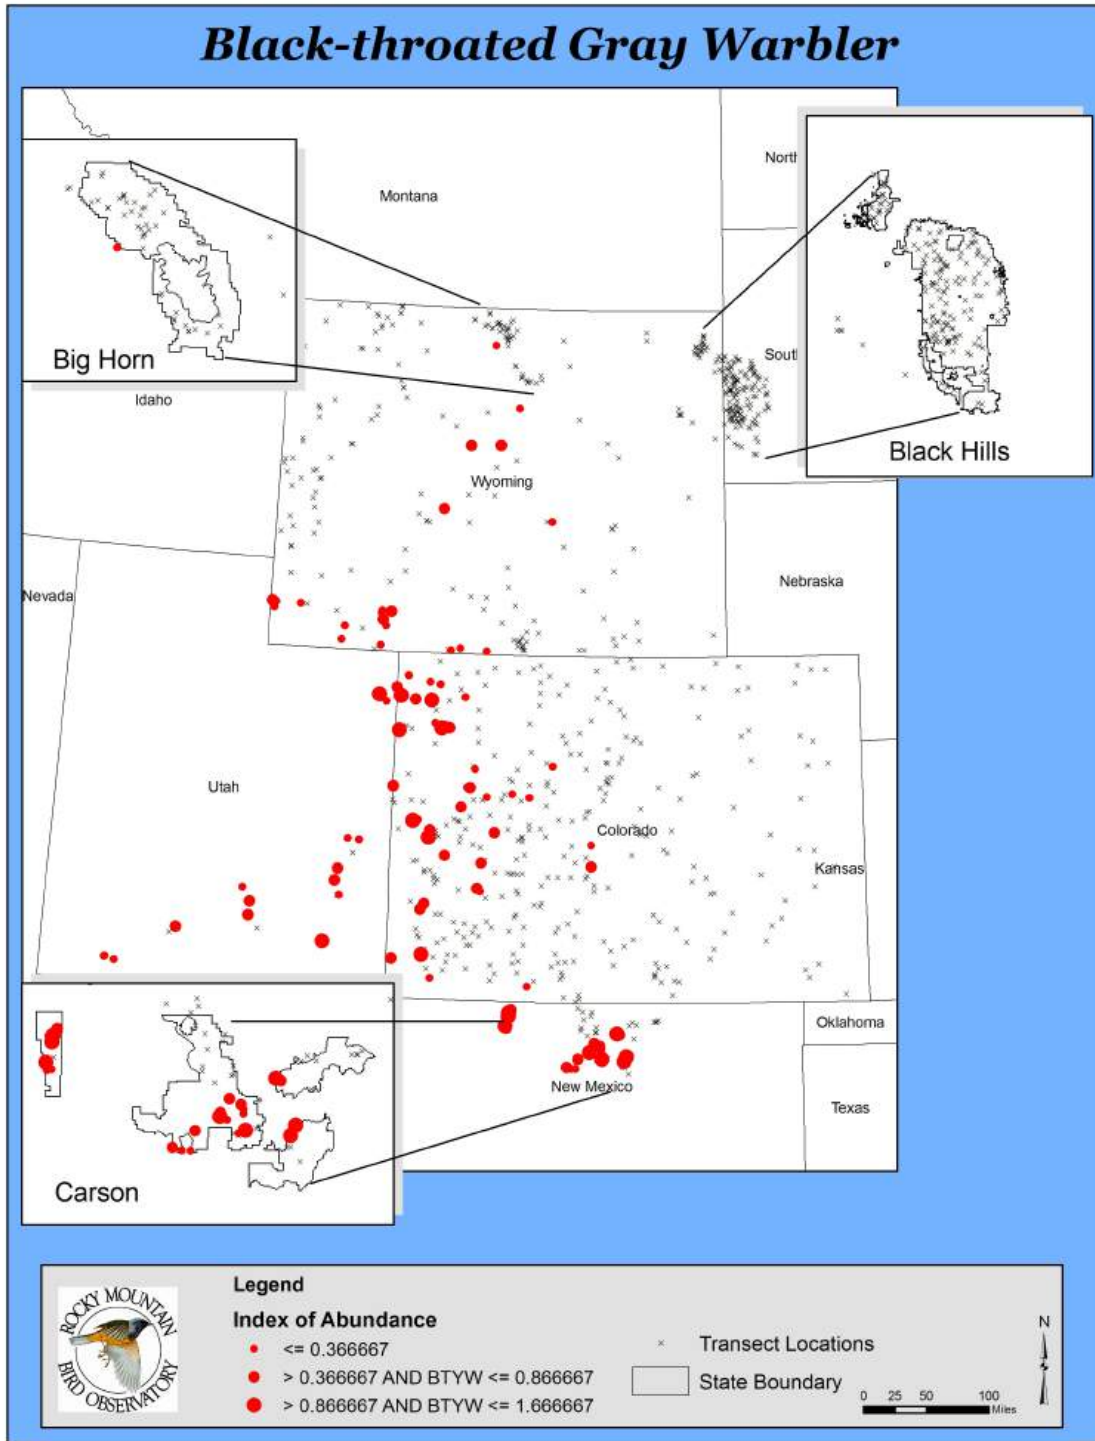 Black-throated Gray Warbler
North
Montana
Big Horn
Idaho
South
Black Hills
Wyoming
Nebraska
Nevada
Utah
Colorado
Kansas
Oklahoma
New Mexico
Texas
Carson
ROCKY MOUNTAIN
BIRD OBSERVATORY
Legend
Index of Abundance
<= 0.366667
> 0.366667 AND BTYW <= 0.866667
> 0.866667 AND BTYW <= 1.666667
Transect Locations
State Boundary
N
0 25 50 100
Miles